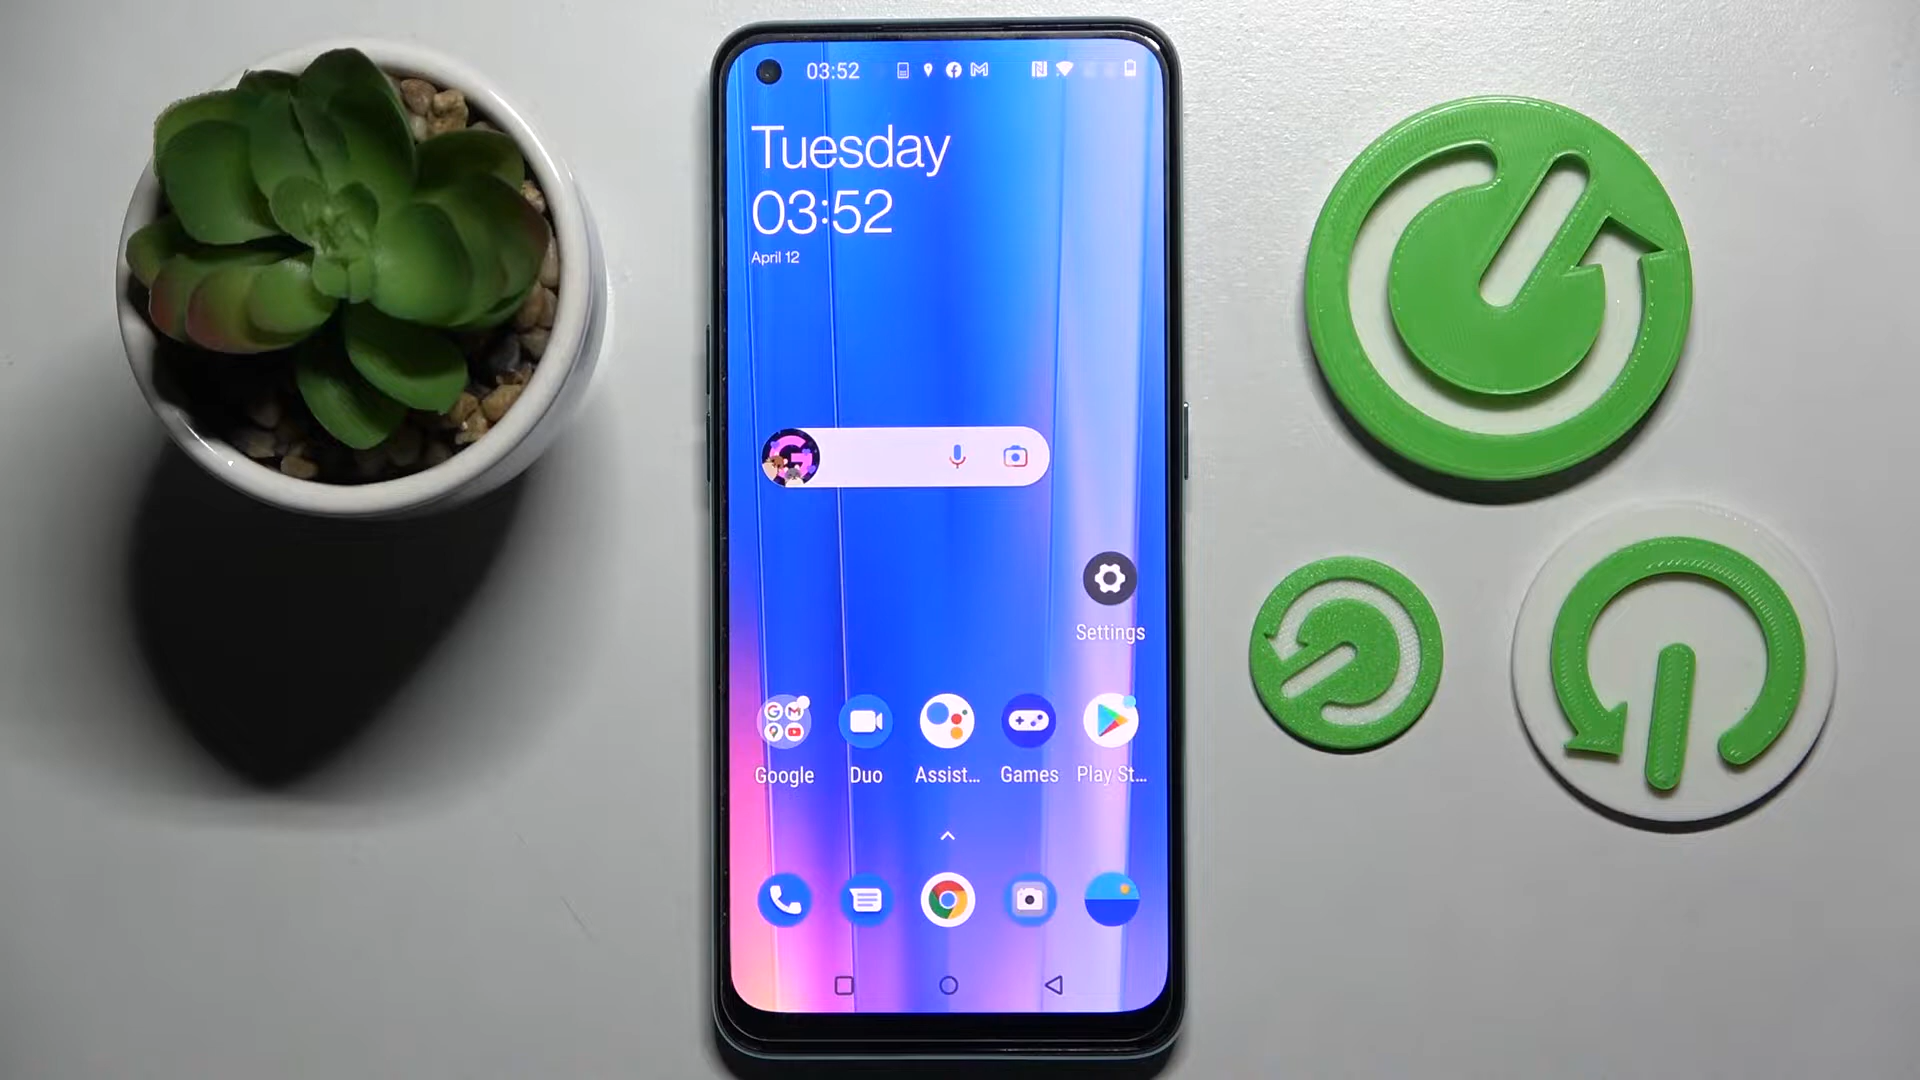 03:52
Tuesday
03:52
April 12
Settings
Google
Duo
Assist...
Games
Play St...